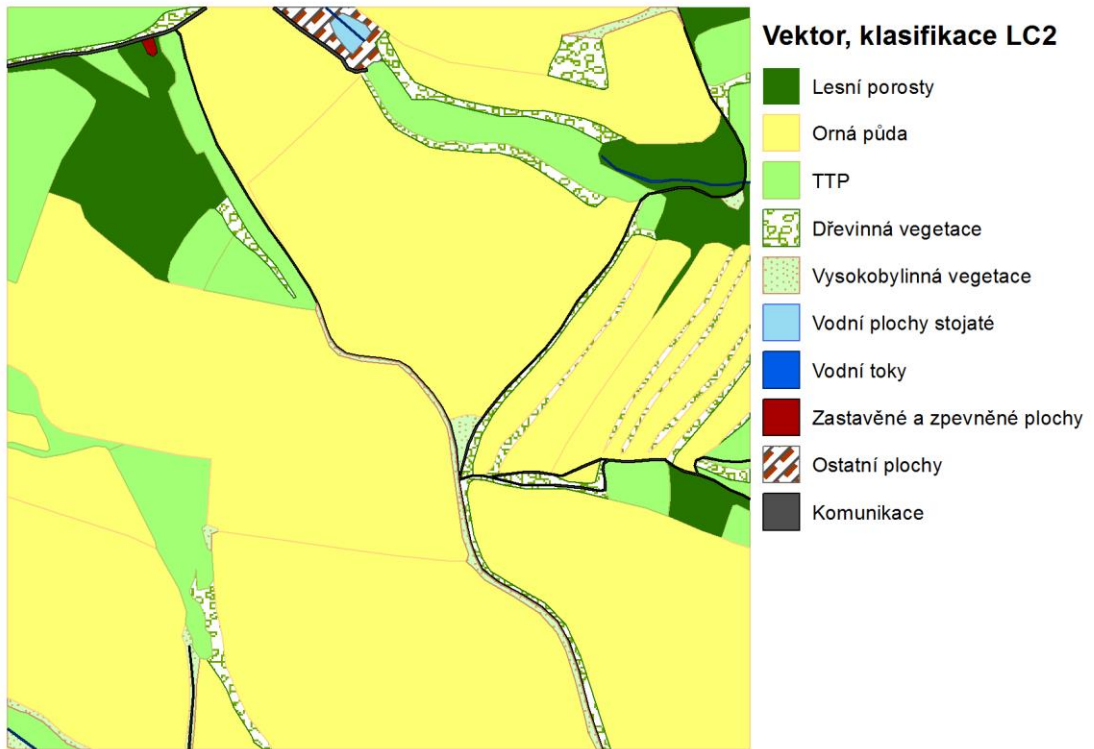 Vektor, klasifikace LC2
Lesní porosty
Orná půda
TTP
Dřevinná vegetace
Vysokobylinná vegetace
Vodní plochy stojaté
Vodní toky
Zastavěné a zpevněné plochy
Ostatní plochy
Komunikace